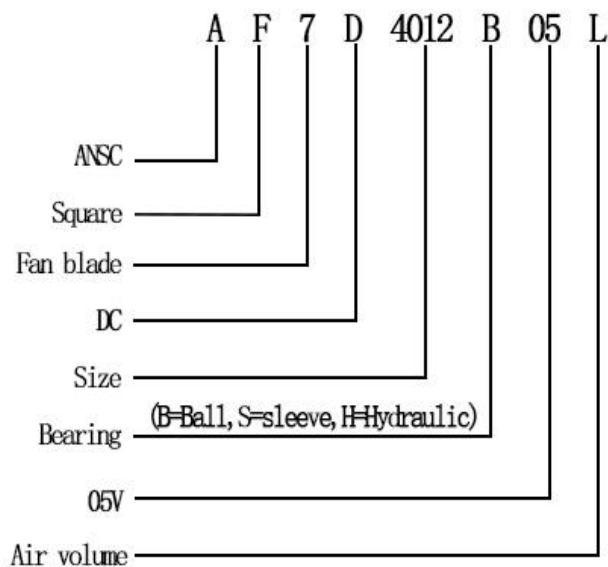 A F 7 D 4012 B 05 L
ANSC
Square
Fan blade
DC
Size
(B=Ball, S=sleeve, H=Hydraulic)
Bearing
05V
Air volume